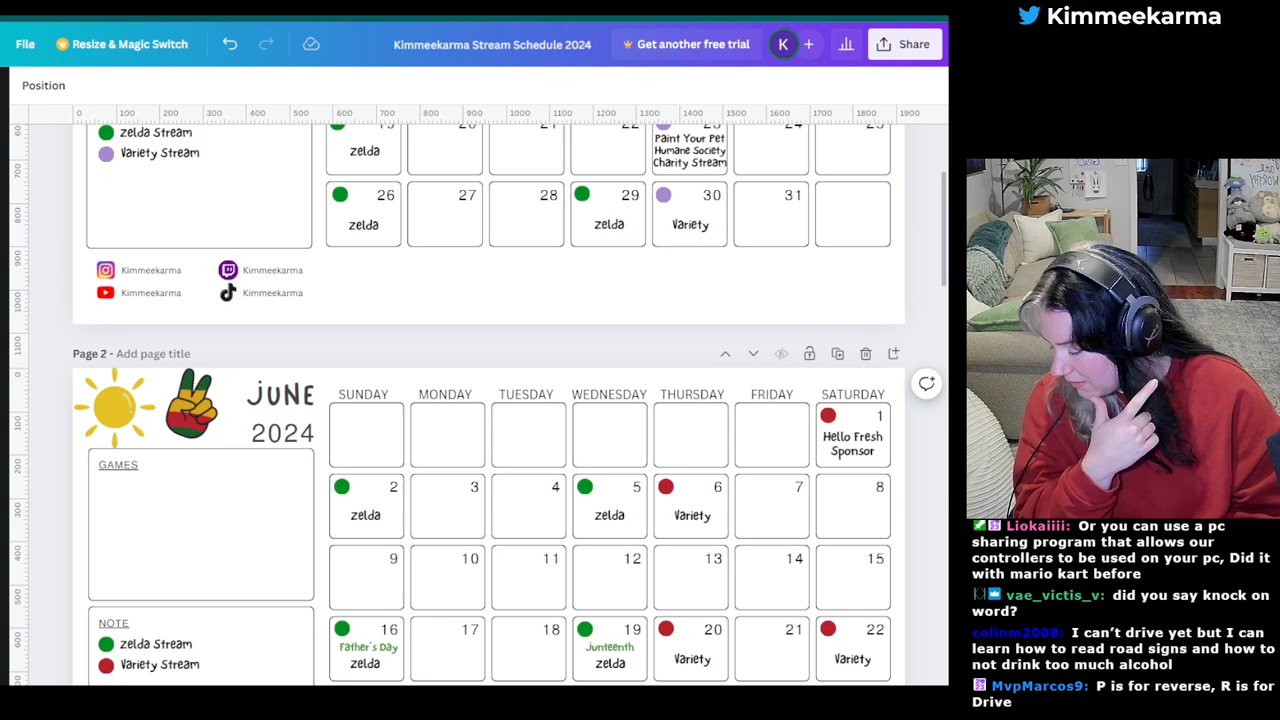 Kimmeekarma
File
Resize & Magic Switch
Kimmeekarma Stream Schedule 2024
Get another free trial
K
+
Share
Position
0 100 200 300 400 500 600 700 800 900 1000 1100 1200 1300 1400 1500 1600 1700 1800 1900
zelda Stream
Variety Stream
19 20 21 22 23 24 25
zelda
Paint Your Pet
Humane Society
Charity Stream
26 27 28 29 30 31
zelda
zelda
Variety
Kimmeekarma
Kimmeekarma
Kimmeekarma
Kimmeekarma
Page 2 - Add page title
JUNE
2024
SUNDAY MONDAY TUESDAY WEDNESDAY THURSDAY FRIDAY SATURDAY
1
Hello Fresh
Sponsor
GAMES
2 3 4 5 6 7 8
zelda
zelda
Variety
9 10 11 12 13 14 15
NOTE
zelda Stream
Variety Stream
16 17 18 19 20 21 22
Father's Day
zelda
Junteenth
zelda
Variety
Variety
Liokaiiii: Or you can use a pc
sharing program that allows our
controllers to be used on your pc, Did it
with mario kart before
vae_victis_v: did you say knock on
word?
colinm2008: I can't drive yet but I can
learn how to read road signs and how to
not drink too much alcohol
MvpMarcos9: P is for reverse, R is for
Drive